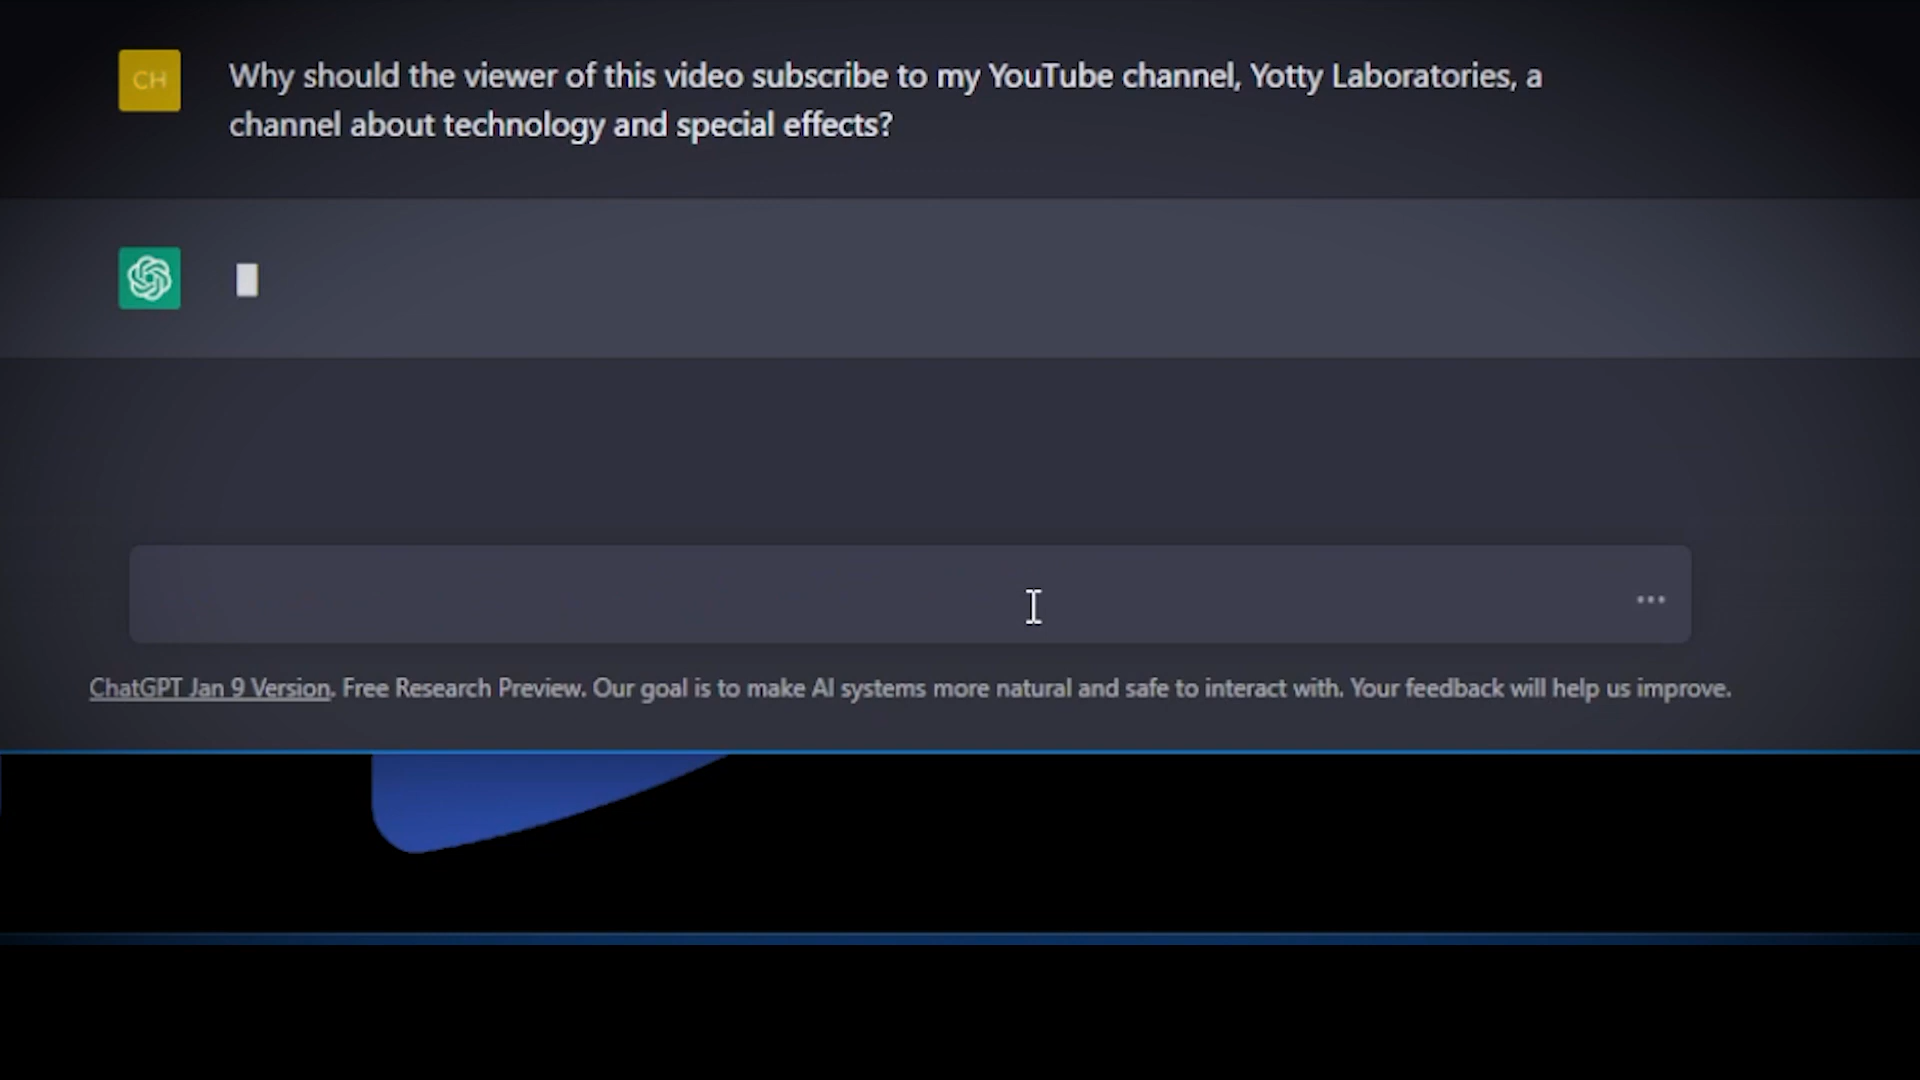 CH
Why should the viewer of this video subscribe to my YouTube channel, Yotty Laboratories, a
channel about technology and special effects?
ChatGPT Jan 9 Version. Free Research Preview. Our goal is to make AI systems more natural and safe to interact with. Your feedback will help us improve.